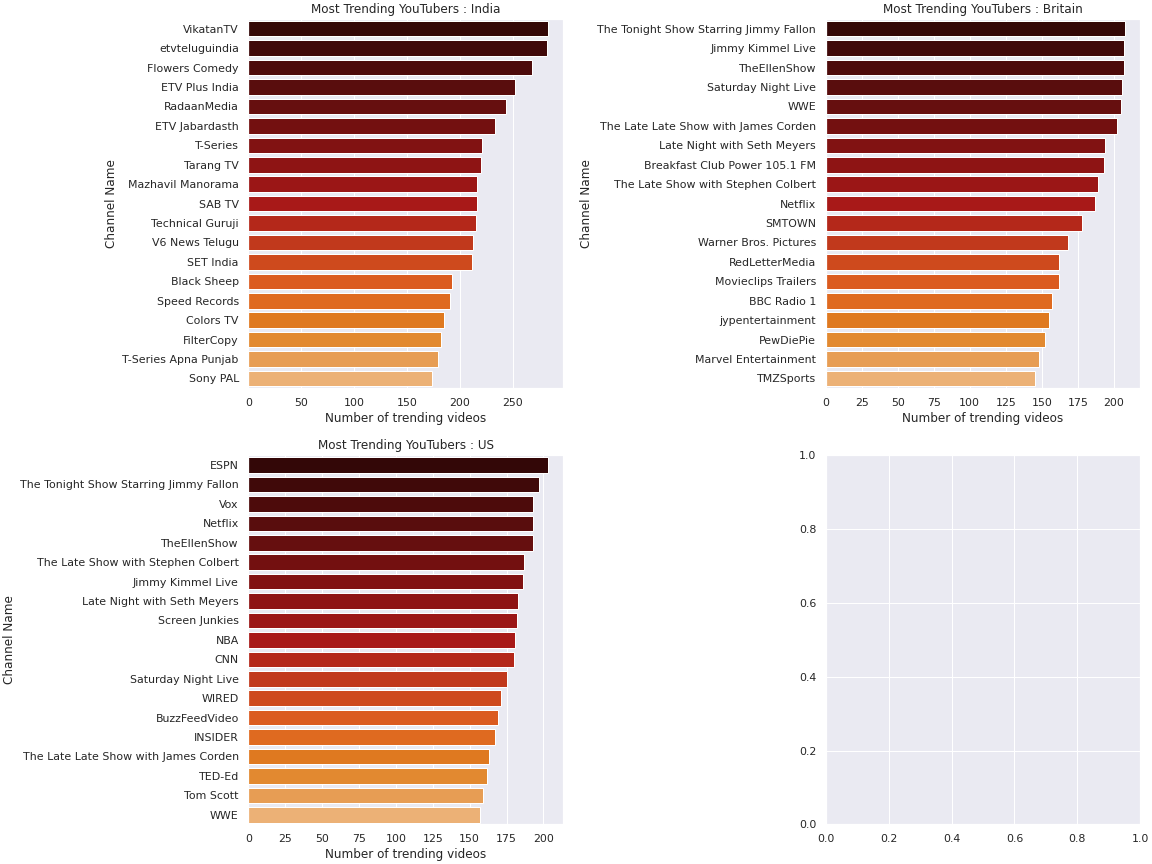 Most Trending YouTubers : India
Channel Name
VikatanTV
etvteluguindia
Flowers Comedy
ETV Plus India
RadaanMedia
ETV Jabardasth
T-Series
Tarang TV
Mazhavil Manorama
SAB TV
Technical Guruji
V6 News Telugu
SET India
Black Sheep
Speed Records
Colors TV
FilterCopy
T-Series Apna Punjab
Sony PAL
0 50 100 150 200 250
Number of trending videos
Most Trending YouTubers : Britain
Channel Name
The Tonight Show Starring Jimmy Fallon
Jimmy Kimmel Live
TheEllenShow
Saturday Night Live
WWE
The Late Late Show with James Corden
Late Night with Seth Meyers
Breakfast Club Power 105.1 FM
The Late Show with Stephen Colbert
Netflix
SMTOWN
Warner Bros. Pictures
RedLetterMedia
Movieclips Trailers
BBC Radio 1
jypentertainment
PewDiePie
Marvel Entertainment
TMZSports
0 25 50 75 100 125 150 175 200
Number of trending videos
Most Trending YouTubers : US
Channel Name
ESPN
The Tonight Show Starring Jimmy Fallon
Vox
Netflix
TheEllenShow
The Late Show with Stephen Colbert
Jimmy Kimmel Live
Late Night with Seth Meyers
Screen Junkies
NBA
CNN
Saturday Night Live
WIRED
BuzzFeedVideo
INSIDER
The Late Late Show with James Corden
TED-Ed
Tom Scott
WWE
0 25 50 75 100 125 150 175 200
Number of trending videos
1.0
0.8
0.6
0.4
0.2
0.0
0.0 0.2 0.4 0.6 0.8 1.0